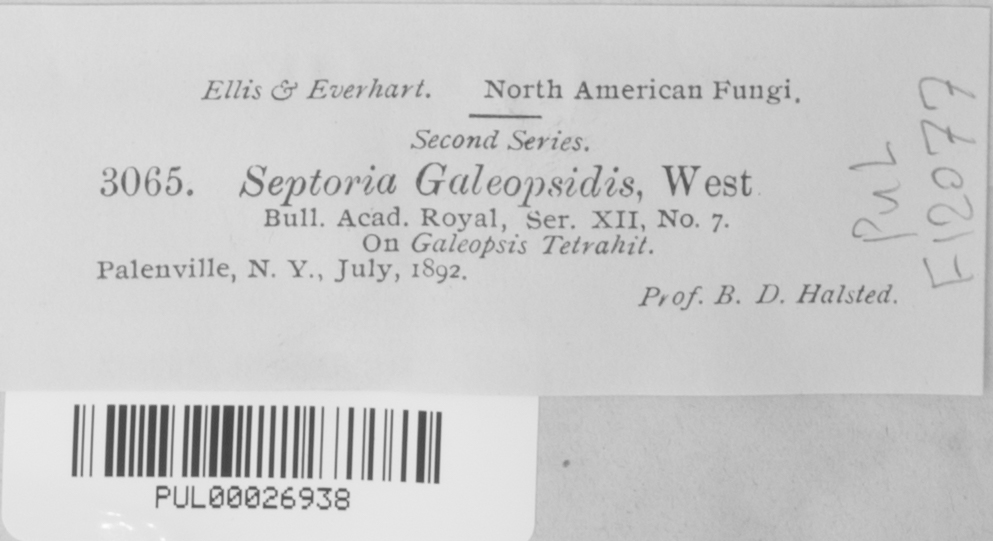 Ellis & Everhart. North American Fungi.
Second Series.
3065. Septoria Galeopsidis, West
Bull. Acad. Royal, Ser. XII, No. 7.
On Galeopsis Tetrahit.
Palenville, N. Y., July, 1892.
Prof. B. D. Halsted.
PUL
F12077
PUL00026938